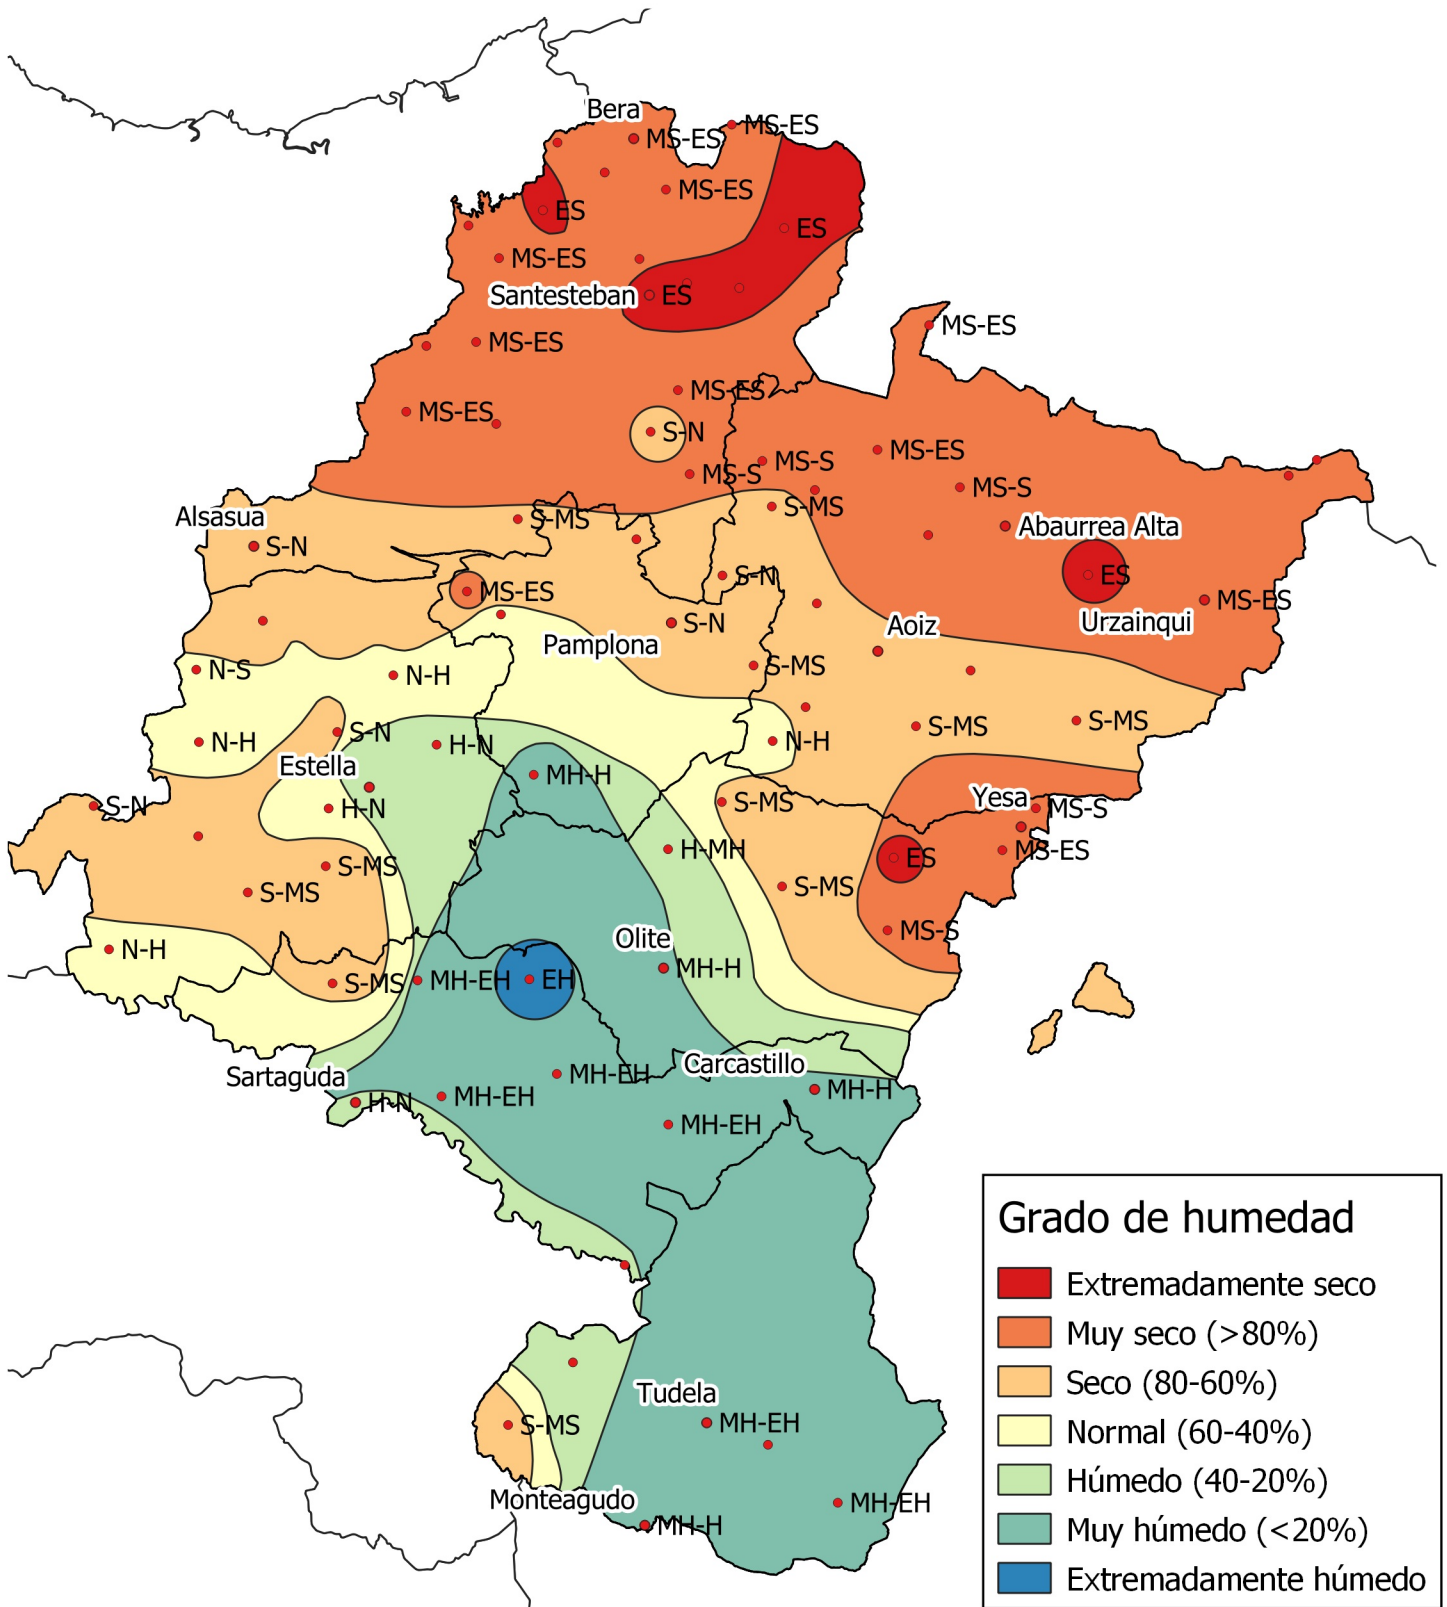 Bera
MS-ES
MS-ES
MS-ES
ES
ES
MS-ES
Santesteban
ES
MS-ES
MS-ES
MS-ES
MS-ES
S-N
MS-ES
MS-S
MS-S
MS-S
S-MS
Alsasua
S-MS
Abaurrea Alta
S-N
S-N
ES
MS-ES
MS-ES
Urzainqui
S-N
Aoiz
Pamplona
N-S
N-H
S-MS
S-MS
S-MS
N-H
S-N
H-N
N-H
Estella
MH-H
S-N
H-N
S-MS
Yesa
MS-S
H-MH
ES
MS-ES
S-MS
S-MS
S-MS
MS-S
N-H
Olite
MH-H
S-MS
MH-EH
EH
Sartaguda
Carcastillo
MH-EH
MH-H
H-N
MH-EH
MH-EH
Tudela
S-MS
MH-EH
Monteagudo
MH-EH
MH-H
Grado de humedad
Extremadamente seco
Muy seco (>80%)
Seco (80-60%)
Normal (60-40%)
Húmedo (40-20%)
Muy húmedo (<20%)
Extremadamente húmedo